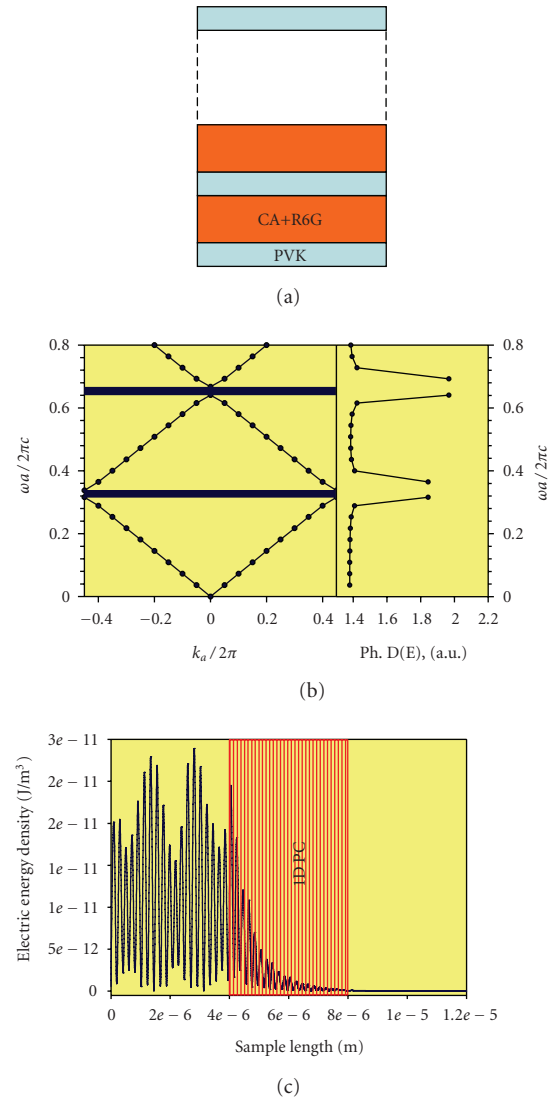 CA+R6G
PVK
(a)
0.8
0.6
0.4
0.2
0
ωa/2πc
−0.4 −0.2 0 0.2 0.4
k_a/2π
1.4 1.6 1.8 2 2.2
Ph. D(E), (a.u.)
0.8
0.6
0.4
0.2
0
ωa/2πc
(b)
3e − 11
2e − 11
2e − 11
1e − 11
1e − 11
5e − 12
0
Electric energy density (J/m³)
1D PC
0 2e − 6 4e − 6 6e − 6 8e − 6 1e − 5 1.2e − 5
Sample length (m)
(c)